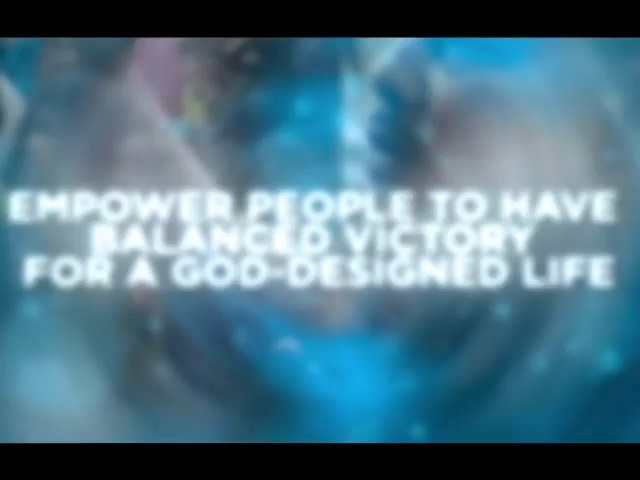 EMPOWER PEOPLE TO HAVE
BALANCED VICTORY
FOR A GOD-DESIGNED LIFE